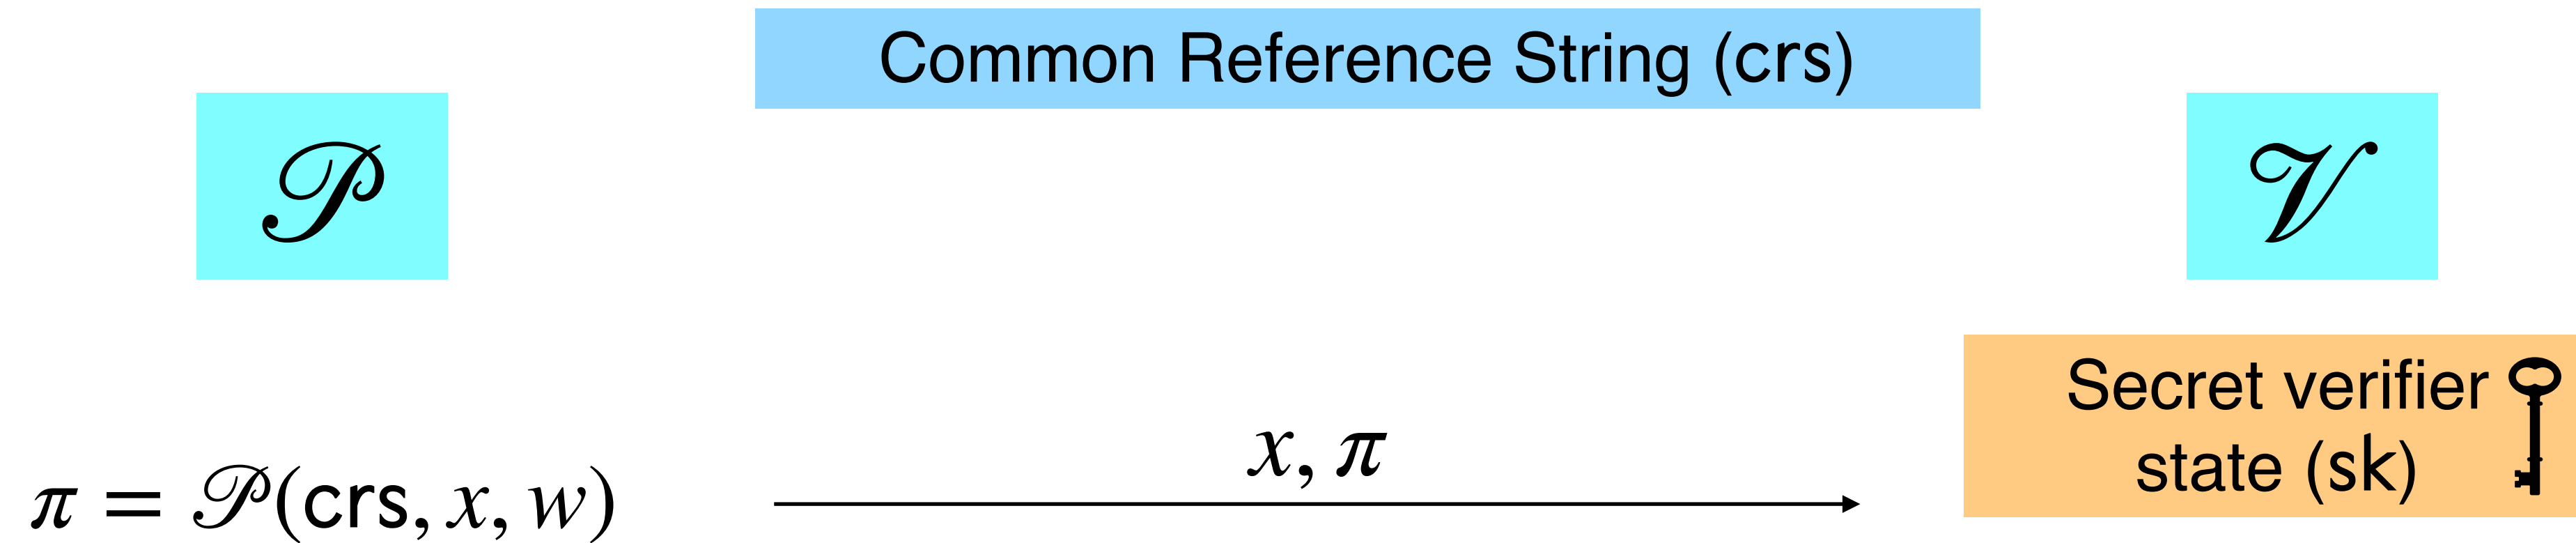 Common Reference String (crs)
𝒫
𝒱
Secret verifier
state (sk)
x, π
π = 𝒫(crs, x, w)